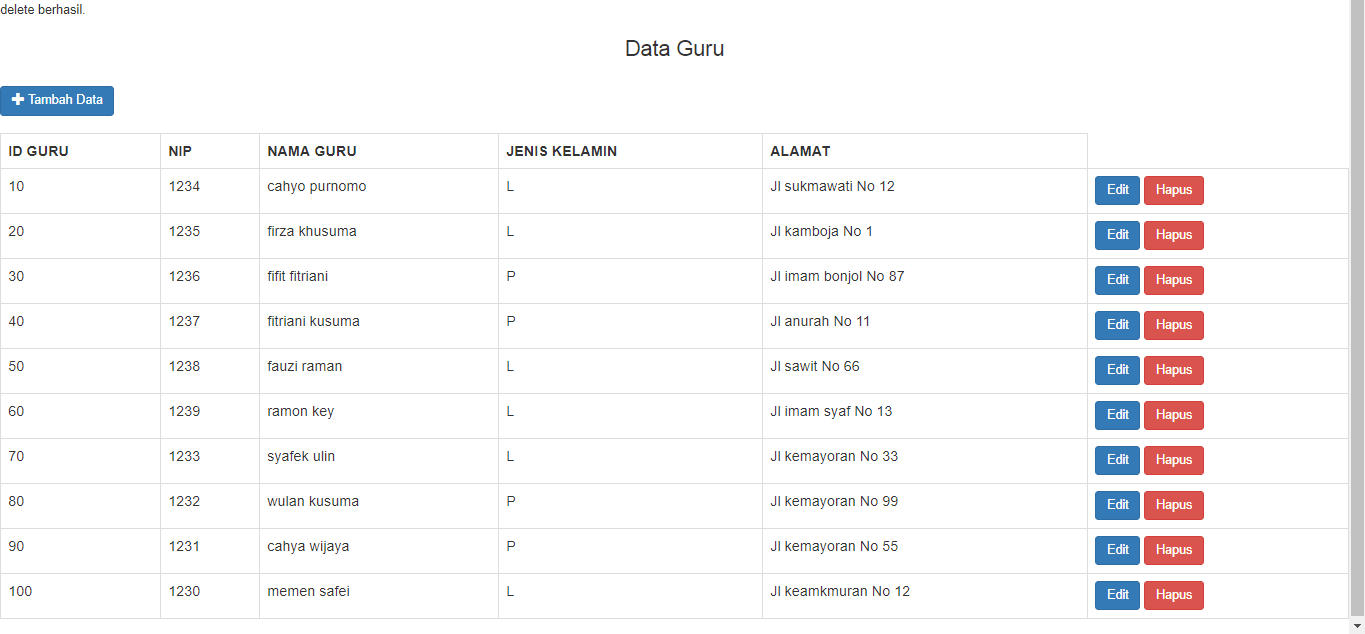 delete berhasil.
Data Guru
Tambah Data
ID GURU NIP NAMA GURU JENIS KELAMIN ALAMAT
10 1234 cahyo purnomo L Jl sukmawati No 12 Edit Hapus
20 1235 firza khusuma L Jl kamboja No 1 Edit Hapus
30 1236 fifit fitriani P Jl imam bonjol No 87 Edit Hapus
40 1237 fitriani kusuma P Jl anurah No 11 Edit Hapus
50 1238 fauzi raman L Jl sawit No 66 Edit Hapus
60 1239 ramon key L Jl imam syaf No 13 Edit Hapus
70 1233 syafek ulin L Jl kemayoran No 33 Edit Hapus
80 1232 wulan kusuma P Jl kemayoran No 99 Edit Hapus
90 1231 cahya wijaya P Jl kemayoran No 55 Edit Hapus
100 1230 memen safei L Jl keamkmuran No 12 Edit Hapus